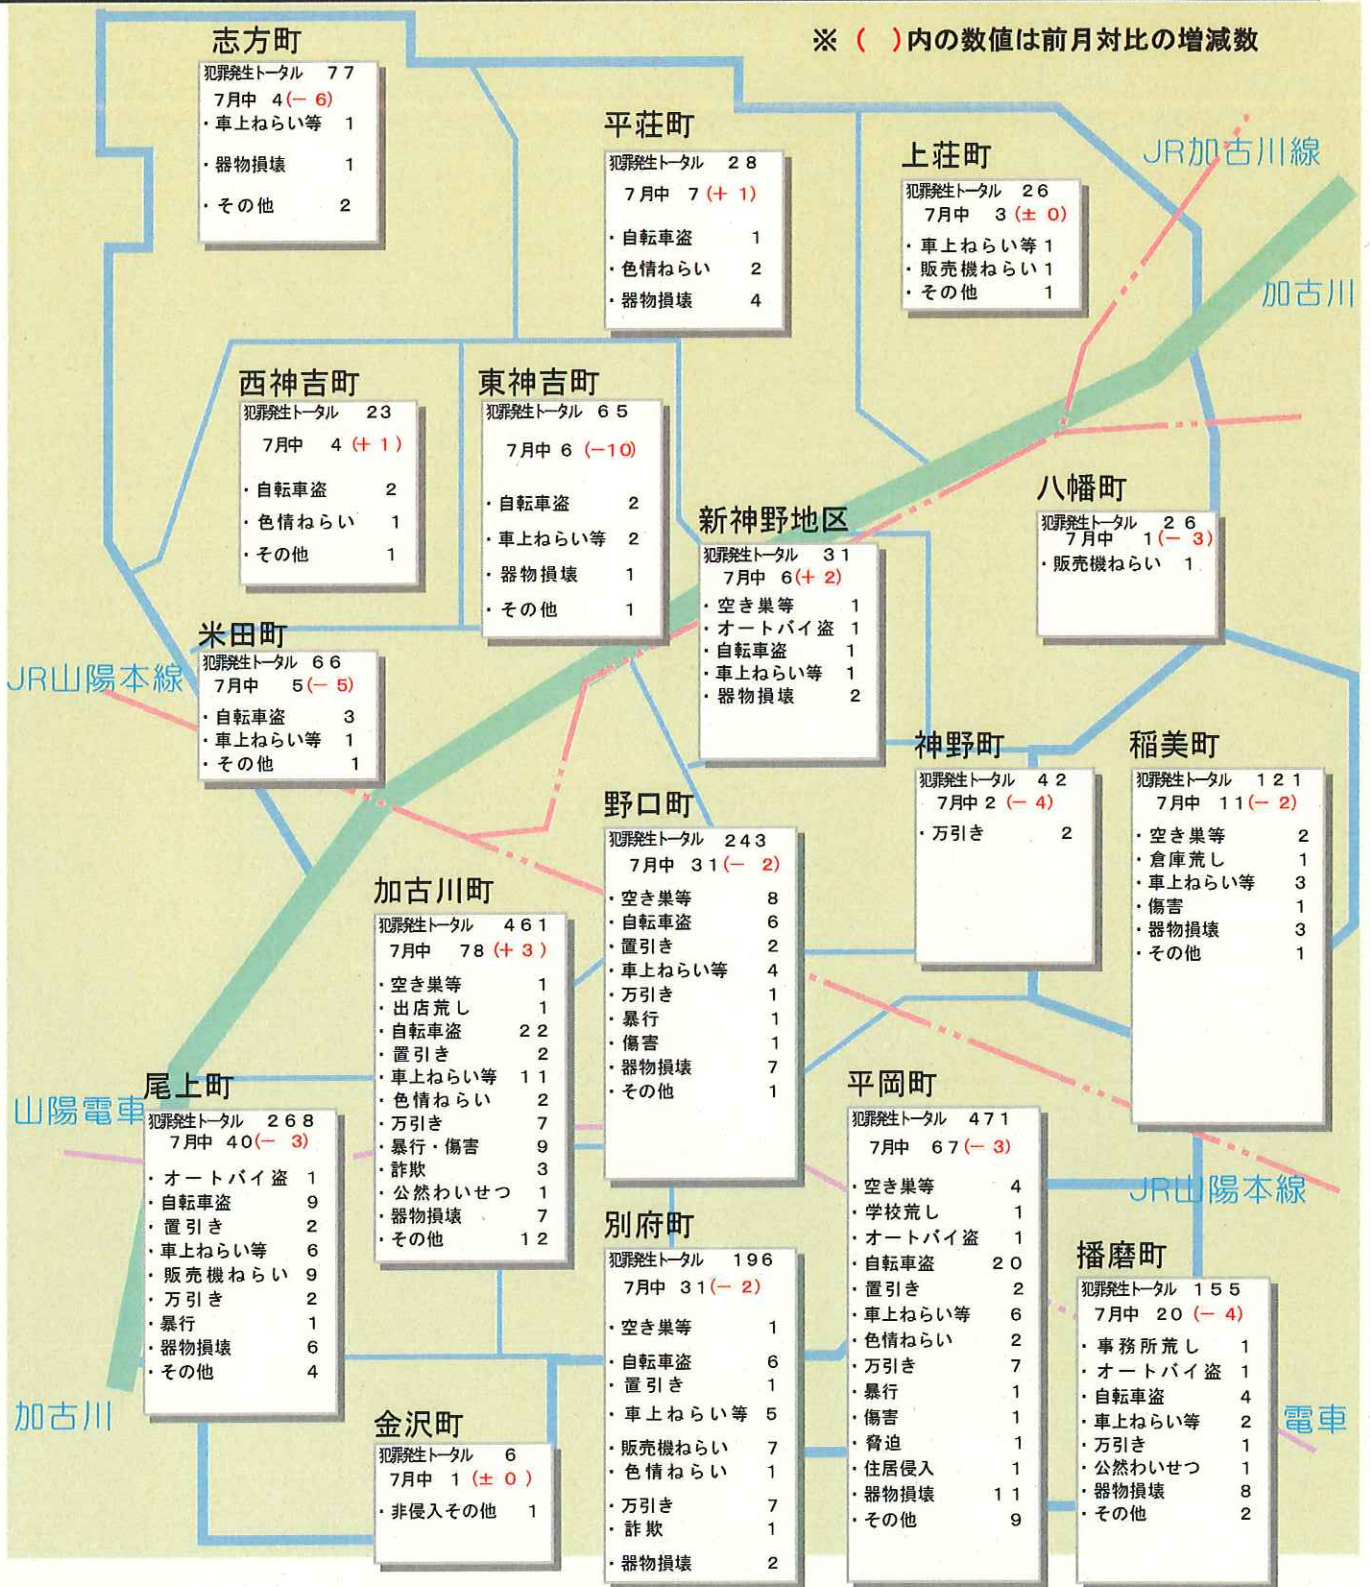 ※（ ）内の数値は前月対比の増減数
志方町
犯罪発生トータル 77
7月中 4(－6)
・車上ねらい等 1
・器物損壊 1
・その他 2
平荘町
犯罪発生トータル 28
7月中 7(＋1)
・自転車盗 1
・色情ねらい 2
・器物損壊 4
上荘町
犯罪発生トータル 26
7月中 3(±0)
・車上ねらい等 1
・販売機ねらい 1
・その他 1
JR加古川線
加古川
西神吉町
犯罪発生トータル 23
7月中 4(＋1)
・自転車盗 2
・色情ねらい 1
・その他 1
東神吉町
犯罪発生トータル 65
7月中 6(－10)
・自転車盗 2
・車上ねらい等 2
・器物損壊 1
・その他 1
新神野地区
犯罪発生トータル 31
7月中 6(＋2)
・空き巣等 1
・オートバイ盗 1
・自転車盗 1
・車上ねらい等 1
・器物損壊 2
八幡町
犯罪発生トータル 26
7月中 1(－3)
・販売機ねらい 1
米田町
犯罪発生トータル 66
7月中 5(－5)
・自転車盗 3
・車上ねらい等 1
・その他 1
JR山陽本線
神野町
犯罪発生トータル 42
7月中 2(－4)
・万引き 2
稲美町
犯罪発生トータル 121
7月中 11(－2)
・空き巣等 2
・倉庫荒し 1
・車上ねらい等 3
・傷害 1
・器物損壊 3
・その他 1
野口町
犯罪発生トータル 243
7月中 31(－2)
・空き巣等 8
・自転車盗 6
・置引き 2
・車上ねらい等 4
・万引き 1
・暴行 1
・傷害 1
・器物損壊 7
・その他 1
加古川町
犯罪発生トータル 461
7月中 78(＋3)
・空き巣等 1
・出店荒し 1
・自転車盗 22
・置引き 2
・車上ねらい等 11
・色情ねらい 2
・万引き 7
・暴行・傷害 9
・詐欺 3
・公然わいせつ 1
・器物損壊 7
・その他 12
尾上町
山陽電車
犯罪発生トータル 268
7月中 40(－3)
・オートバイ盗 1
・自転車盗 9
・置引き 2
・車上ねらい等 6
・販売機ねらい 9
・万引き 2
・暴行 1
・器物損壊 6
・その他 4
加古川
平岡町
犯罪発生トータル 471
7月中 67(－3)
・空き巣等 4
・学校荒し 1
・オートバイ盗 1
・自転車盗 20
・置引き 2
・車上ねらい等 6
・色情ねらい 2
・万引き 7
・暴行 1
・傷害 1
・脅迫 1
・住居侵入 1
・器物損壊 11
・その他 9
JR山陽本線
別府町
犯罪発生トータル 196
7月中 31(－2)
・空き巣等 1
・自転車盗 6
・置引き 1
・車上ねらい等 5
・販売機ねらい 7
・色情ねらい 1
・万引き 7
・詐欺 1
・器物損壊 2
播磨町
犯罪発生トータル 155
7月中 20(－4)
・事務所荒し 1
・オートバイ盗 1
・自転車盗 4
・車上ねらい等 2
・万引き 1
・公然わいせつ 1
・器物損壊 8
・その他 2
電車
金沢町
犯罪発生トータル 6
7月中 1(±0)
・非侵入その他 1